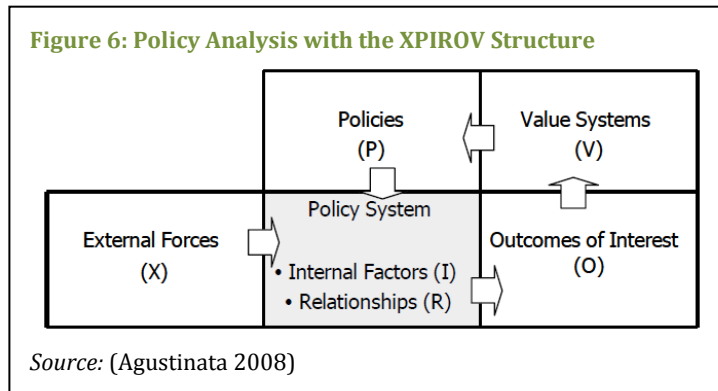 Figure 6: Policy Analysis with the XPIROV Structure
Policies
(P)
Value Systems
(V)
External Forces
(X)
Policy System
• Internal Factors (I)
• Relationships (R)
Outcomes of Interest
(O)
Source: (Agustinata 2008)